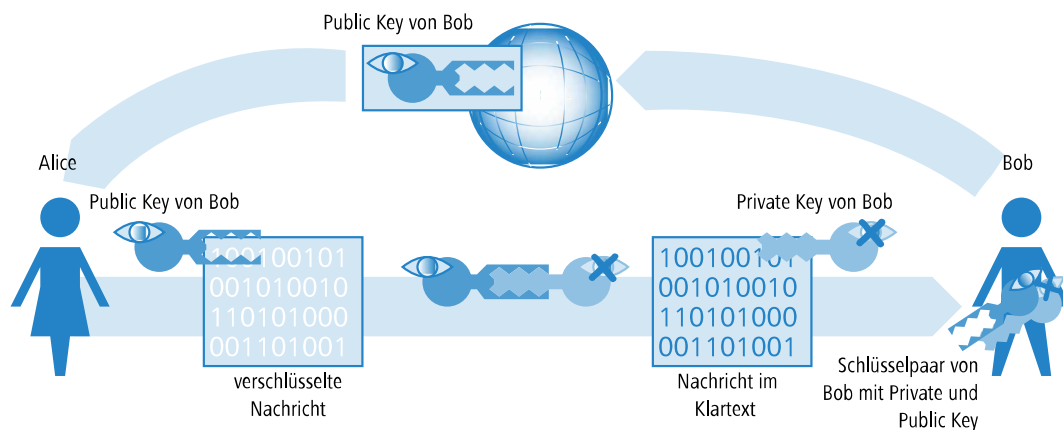 Public Key von Bob
Alice
Bob
Public Key von Bob
Private Key von Bob
100100101
001010010
110101000
001101001
100100101
001010010
110101000
001101001
verschlüsselte
Nachricht
Nachricht im
Klartext
Schlüsselpaar von
Bob mit Private und
Public Key